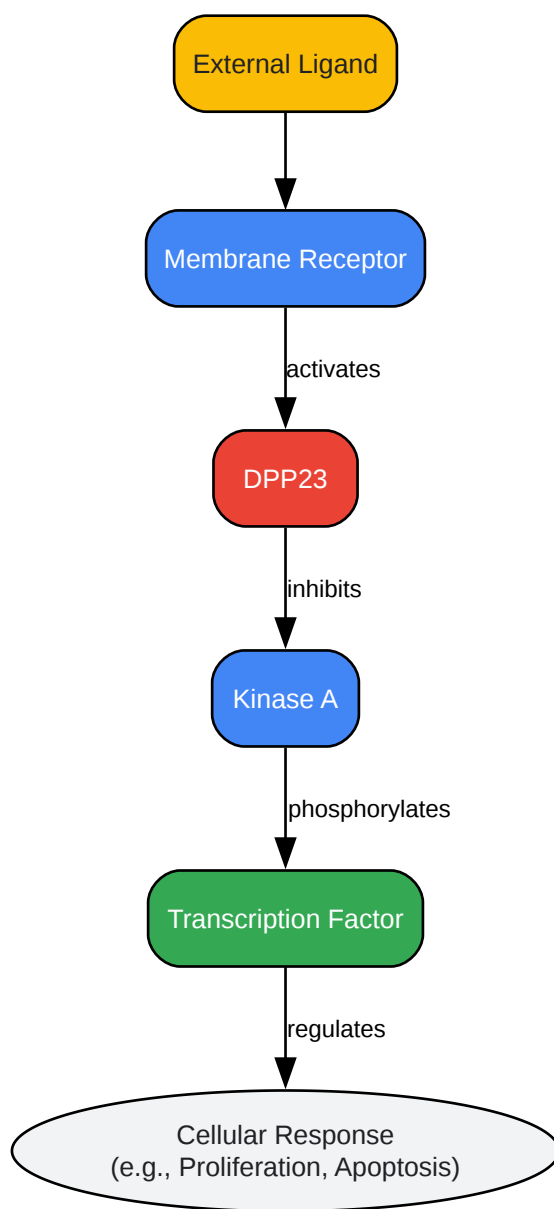 External Ligand
Membrane Receptor
activates
DPP23
inhibits
Kinase A
phosphorylates
Transcription Factor
regulates
Cellular Response
(e.g., Proliferation, Apoptosis)